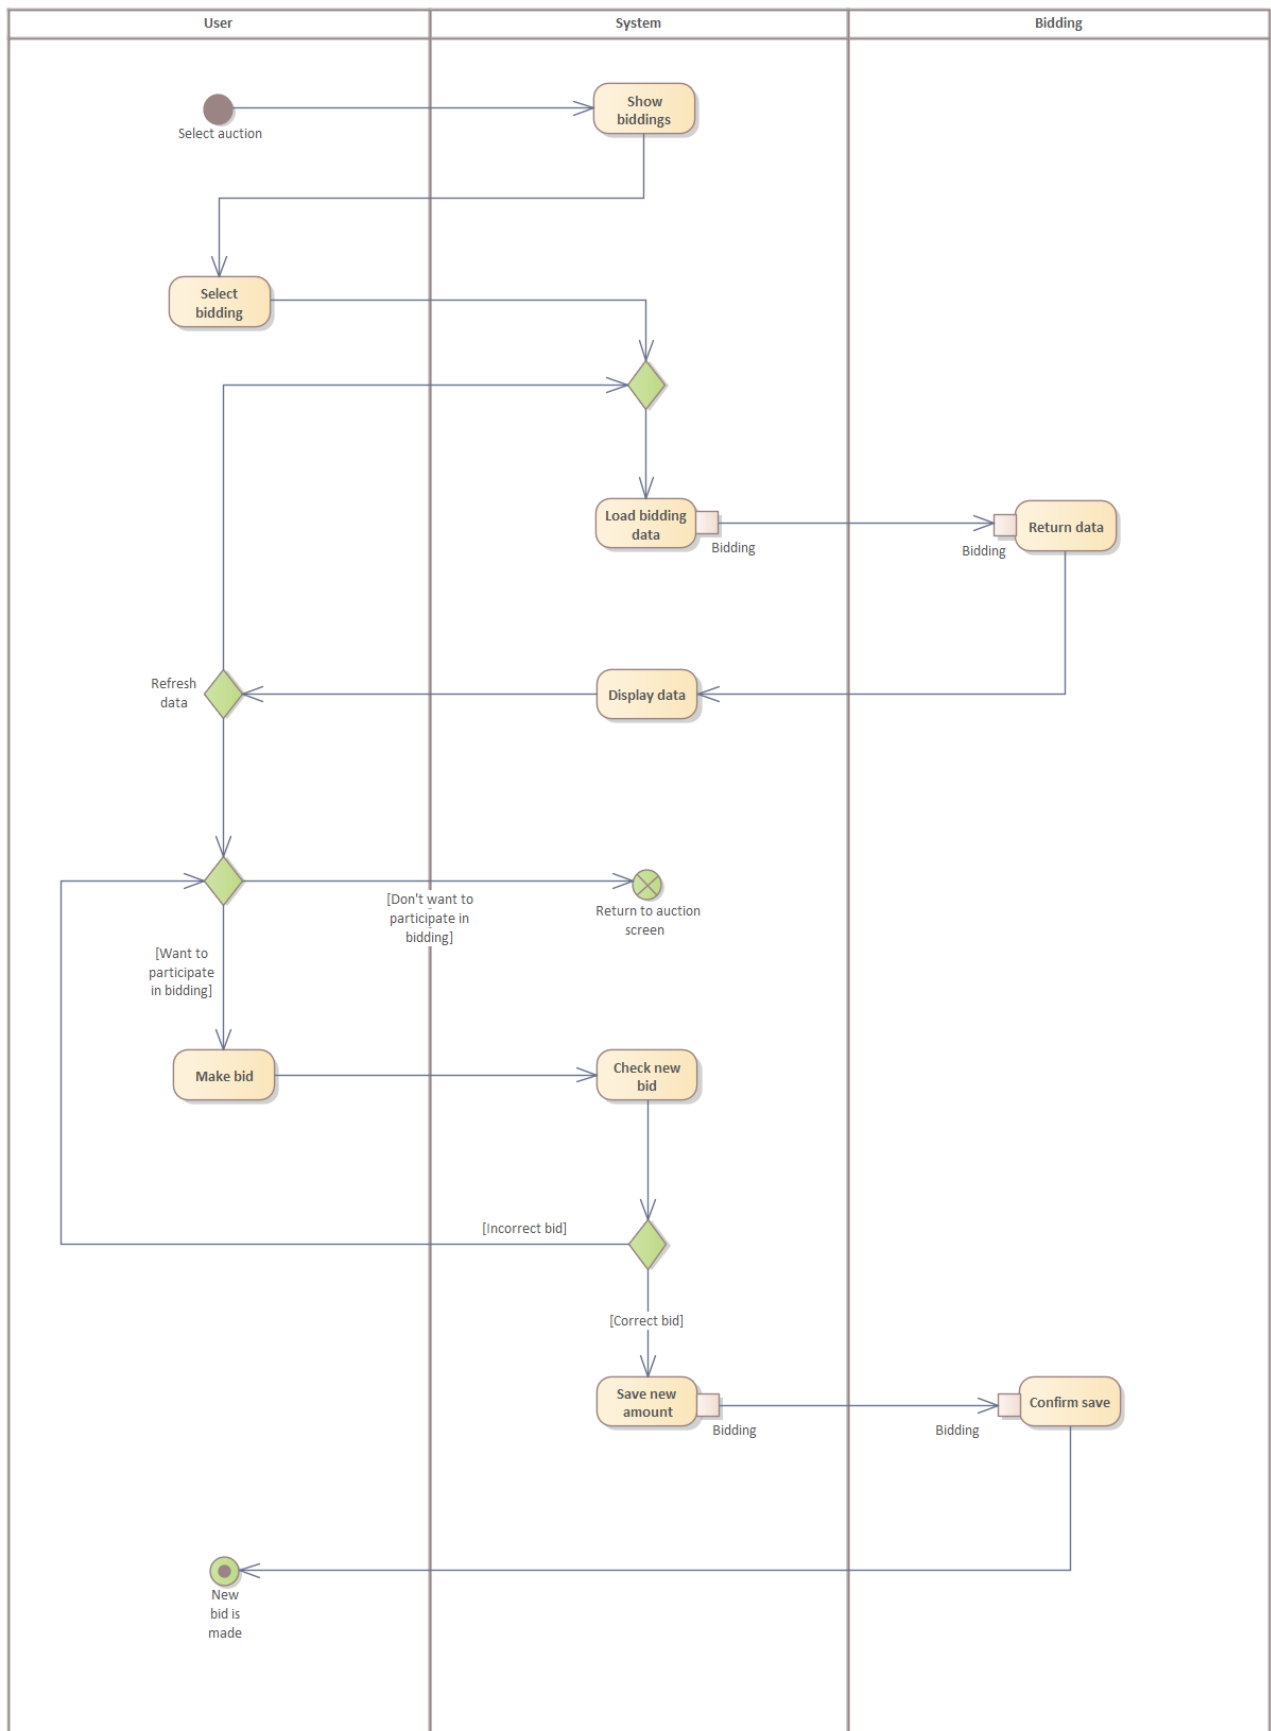 User
System
Bidding
Select auction
Show
biddings
Select
bidding
Load bidding
data
Bidding
Bidding
Return data
Refresh
data
Display data
[Don't want to
participate in
bidding]
Return to auction
screen
[Want to
participate
in bidding]
Make bid
Check new
bid
[Incorrect bid]
[Correct bid]
Save new
amount
Bidding
Bidding
Confirm save
New
bid is
made